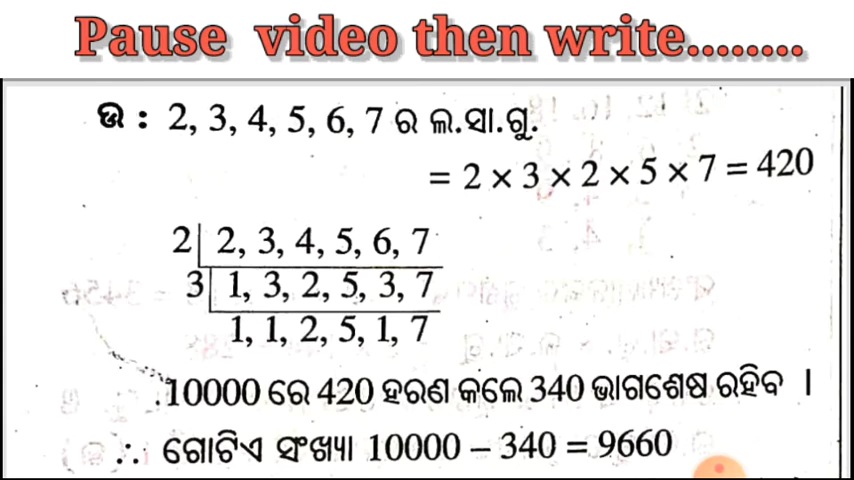 Pause video then write........
ଉ : 2, 3, 4, 5, 6, 7 ର ଲ.ସା.ଗୁ.
= 2 × 3 × 2 × 5 × 7 = 420
2 | 2, 3, 4, 5, 6, 7
3 | 1, 3, 2, 5, 3, 7
1, 1, 2, 5, 1, 7
10000 ରେ 420 ହରଣ କଲେ 340 ଭାଗଶେଷ ରହିବ ।
∴ ଗୋଟିଏ ସଂଖ୍ୟା 10000 – 340 = 9660